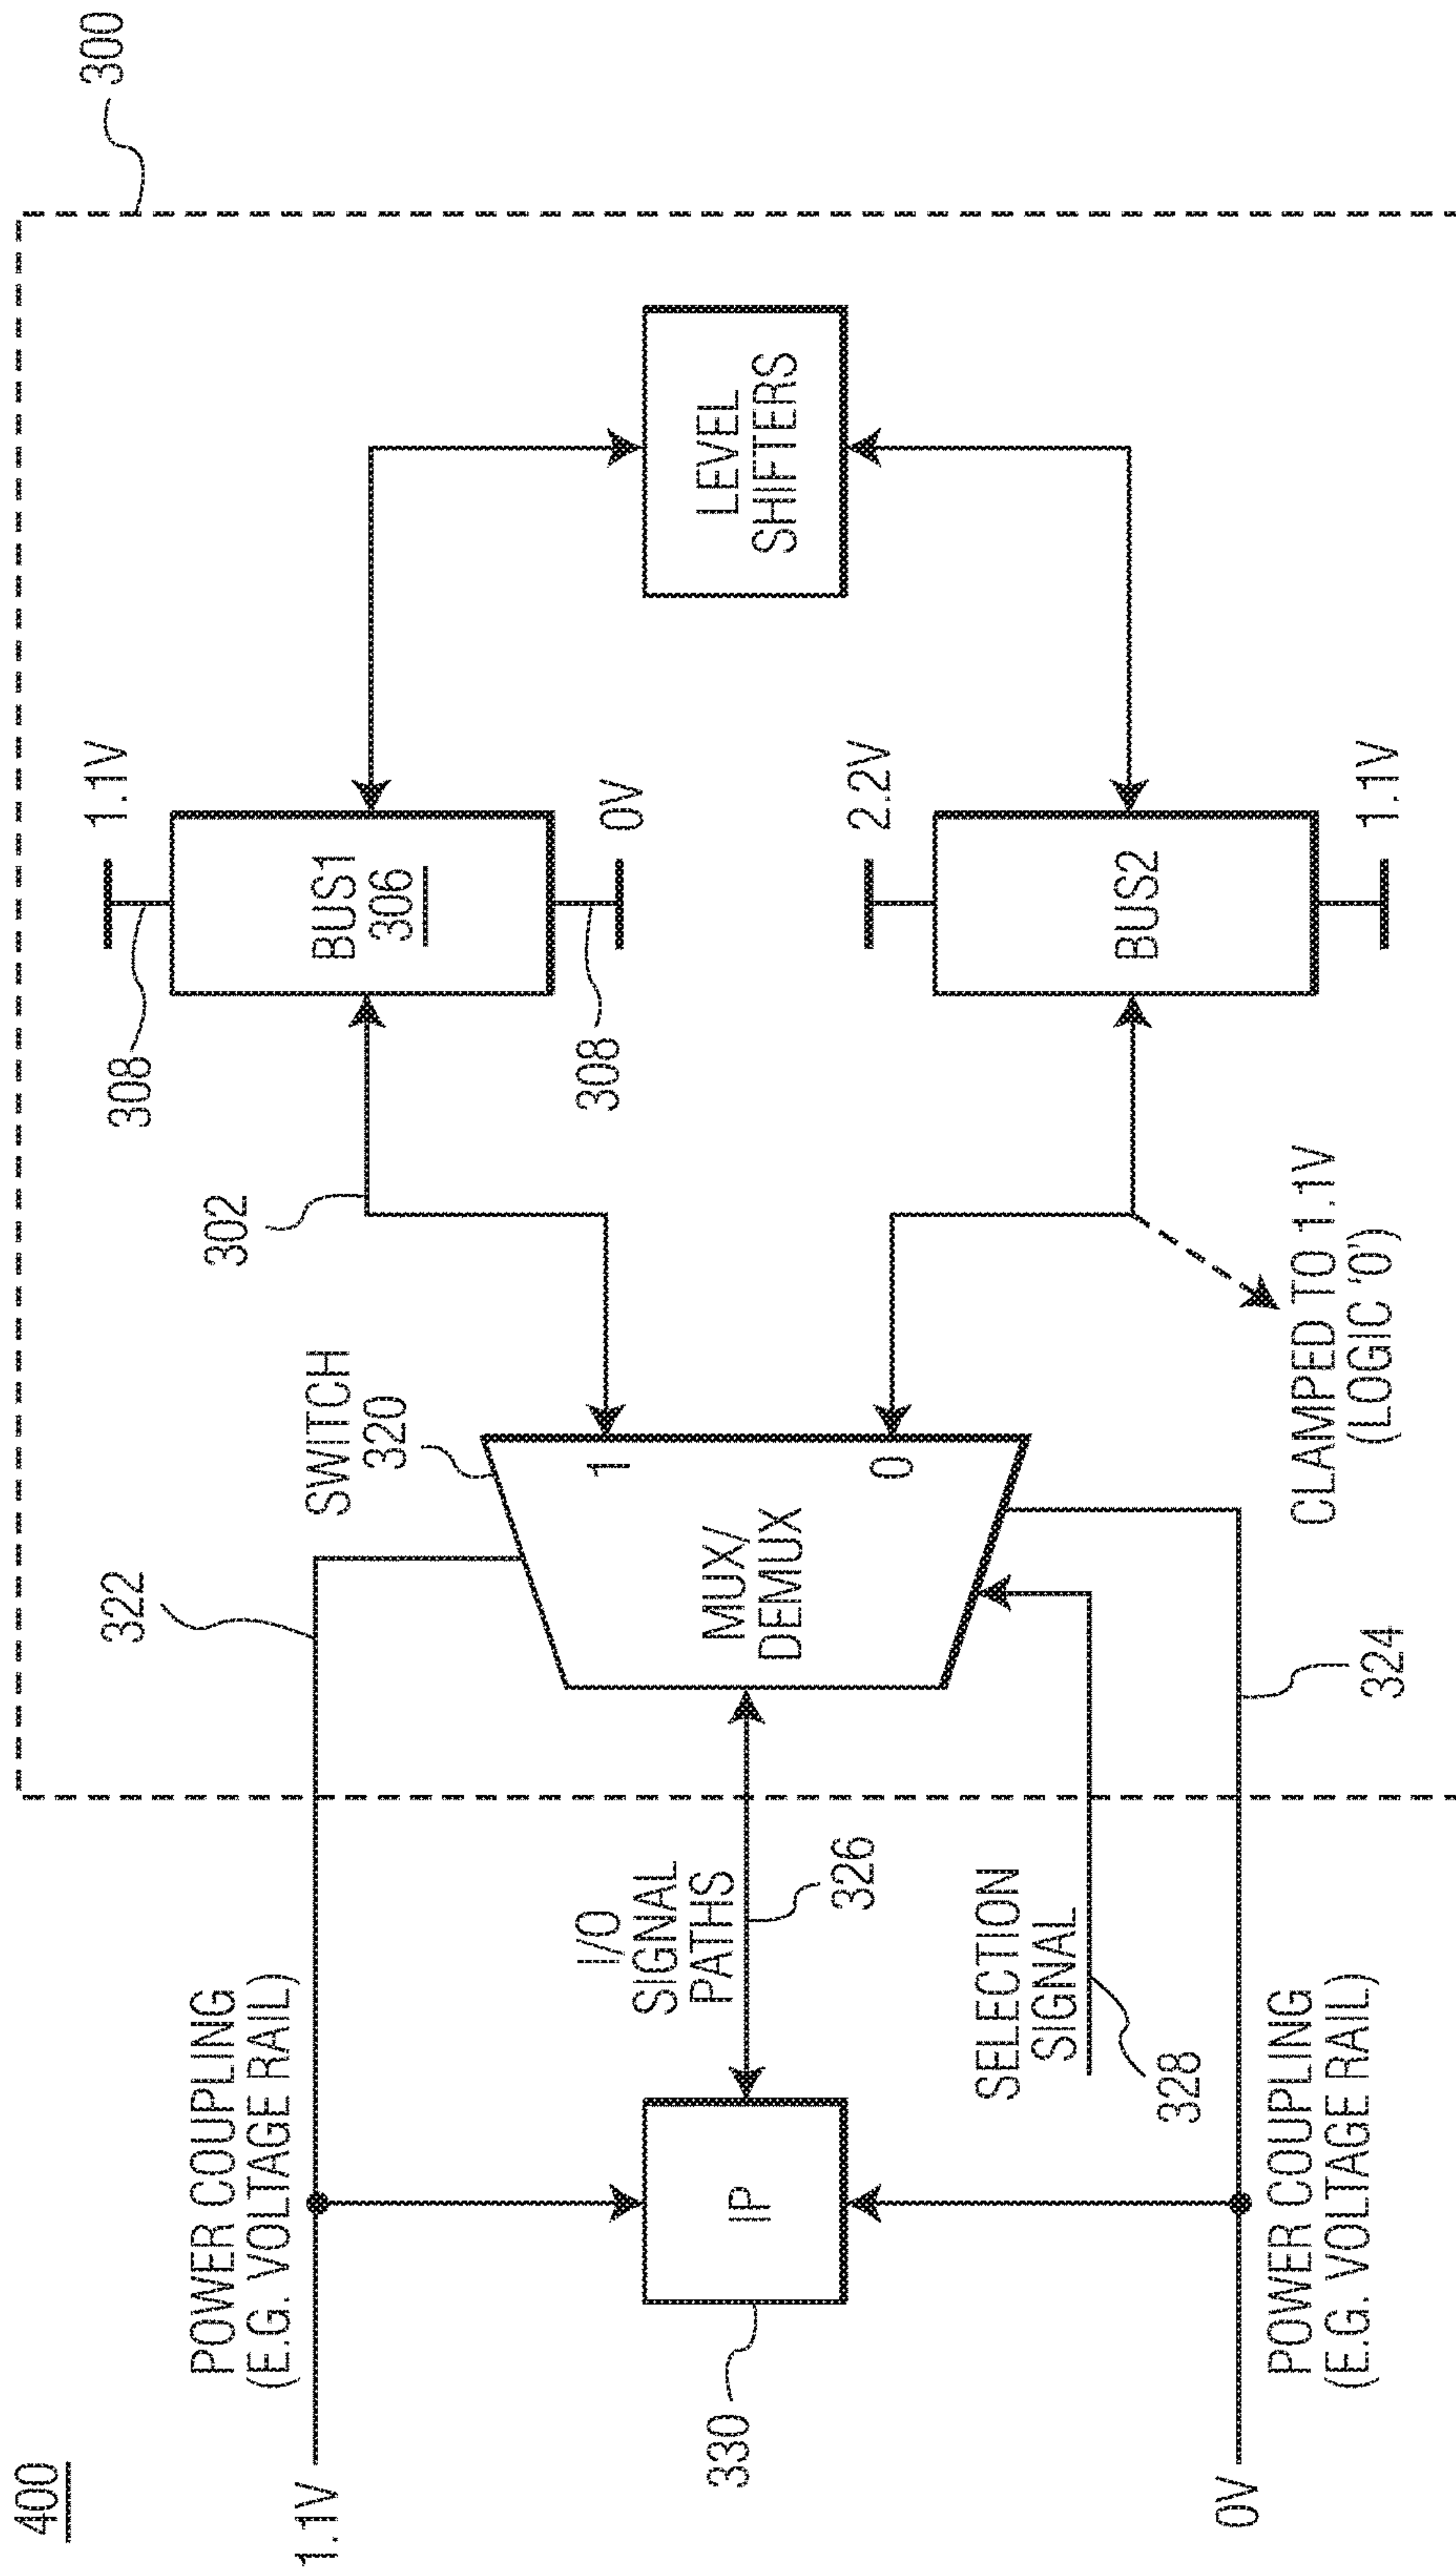 400
300
1.1V
POWER COUPLING
(E.G. VOLTAGE RAIL)
322
SWITCH
320
302
308
1.1V
BUS1
306
308
0V
330
IP
I/O
SIGNAL
PATHS
326
MUX/
DEMUX
1
0
LEVEL
SHIFTERS
SELECTION
SIGNAL
328
2.2V
BUS2
1.1V
0V
POWER COUPLING
(E.G. VOLTAGE RAIL)
324
CLAMPED TO 1.1V
(LOGIC '0')